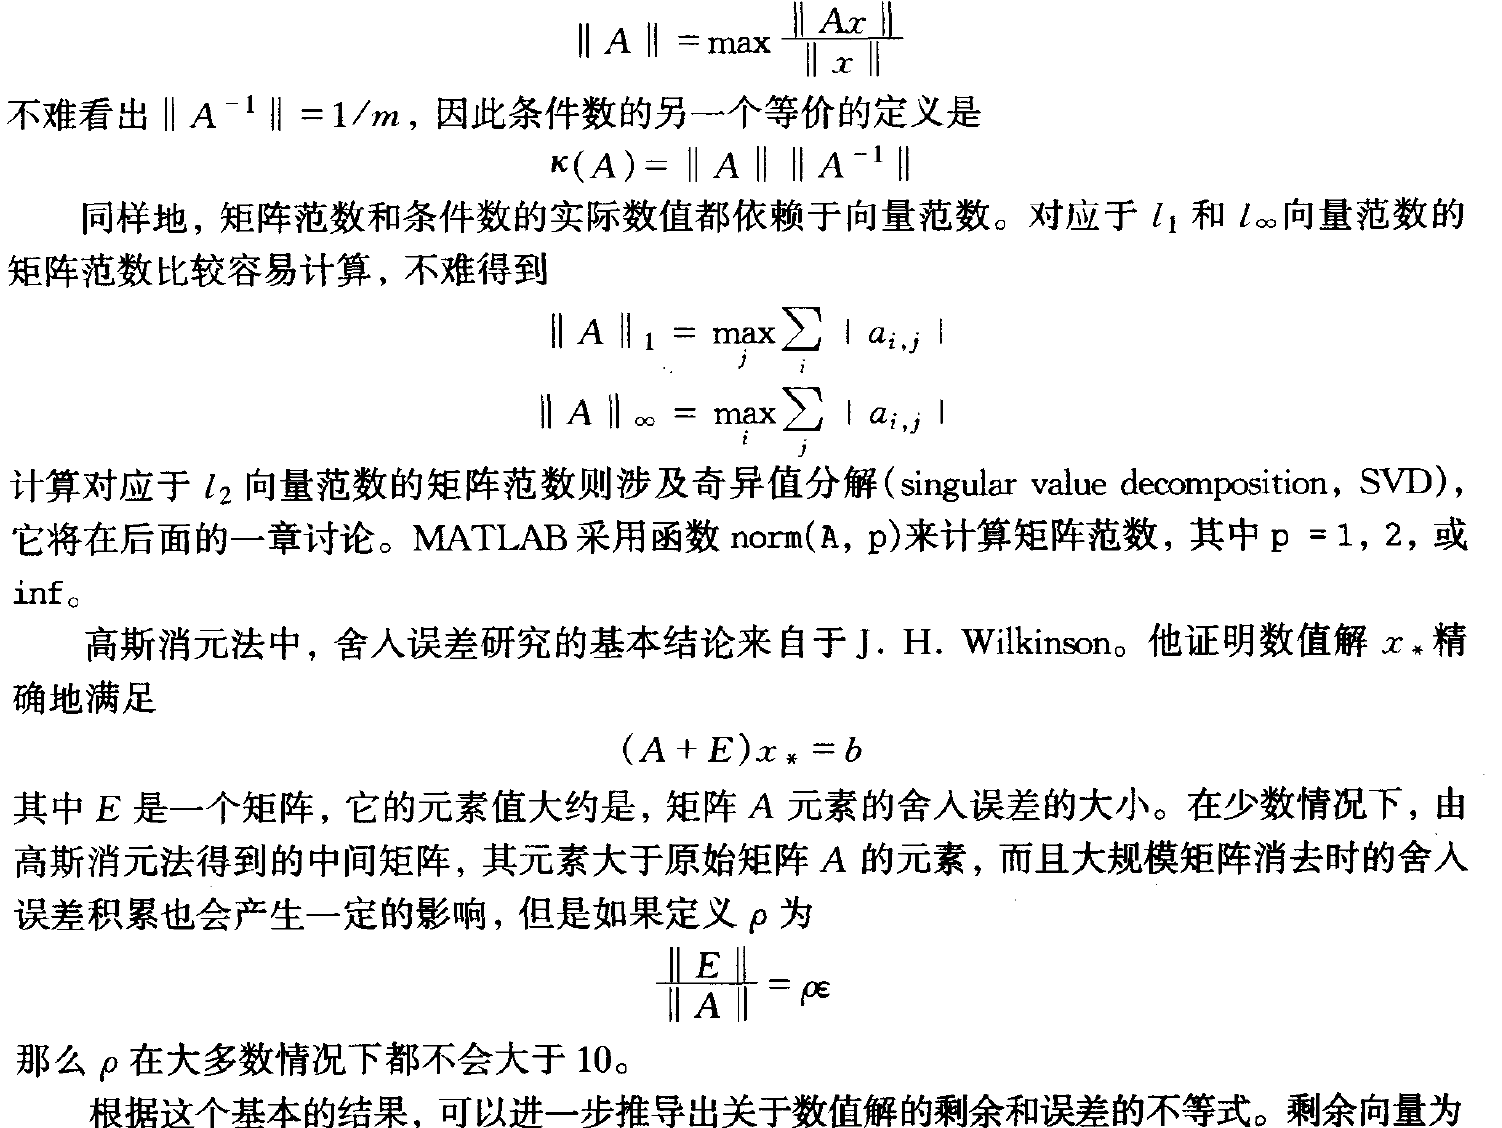 ‖A‖ = max ‖Ax‖ / ‖x‖
不难看出‖A⁻¹‖ = 1/m, 因此条件数的另一个等价的定义是
κ(A) = ‖A‖ ‖A⁻¹‖
同样地, 矩阵范数和条件数的实际数值都依赖于向量范数。对应于 l₁ 和 l∞向量范数的
矩阵范数比较容易计算, 不难得到
‖A‖₁ = max_j ∑_i |a_{i,j}|
‖A‖_∞ = max_i ∑_j |a_{i,j}|
计算对应于 l₂ 向量范数的矩阵范数则涉及奇异值分解(singular value decomposition, SVD),
它将在后面的一章讨论。MATLAB 采用函数 norm(A, p)来计算矩阵范数, 其中 p = 1, 2, 或
inf。
高斯消元法中, 舍入误差研究的基本结论来自于 J. H. Wilkinson。他证明数值解 x_* 精
确地满足
(A + E)x_* = b
其中 E 是一个矩阵, 它的元素值大约是, 矩阵 A 元素的舍入误差的大小。在少数情况下, 由
高斯消元法得到的中间矩阵, 其元素大于原始矩阵 A 的元素, 而且大规模矩阵消去时的舍入
误差积累也会产生一定的影响, 但是如果定义 ρ 为
‖E‖ / ‖A‖ = ρϵ
那么 ρ 在大多数情况下都不会大于 10。
根据这个基本的结果, 可以进一步推导出关于数值解的剩余和误差的不等式。剩余向量为